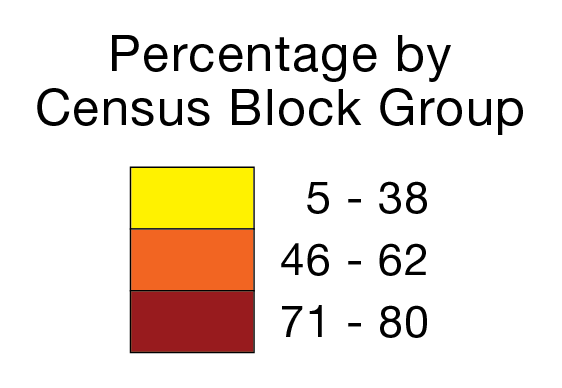 Percentage by
Census Block Group
5 - 38
46 - 62
71 - 80